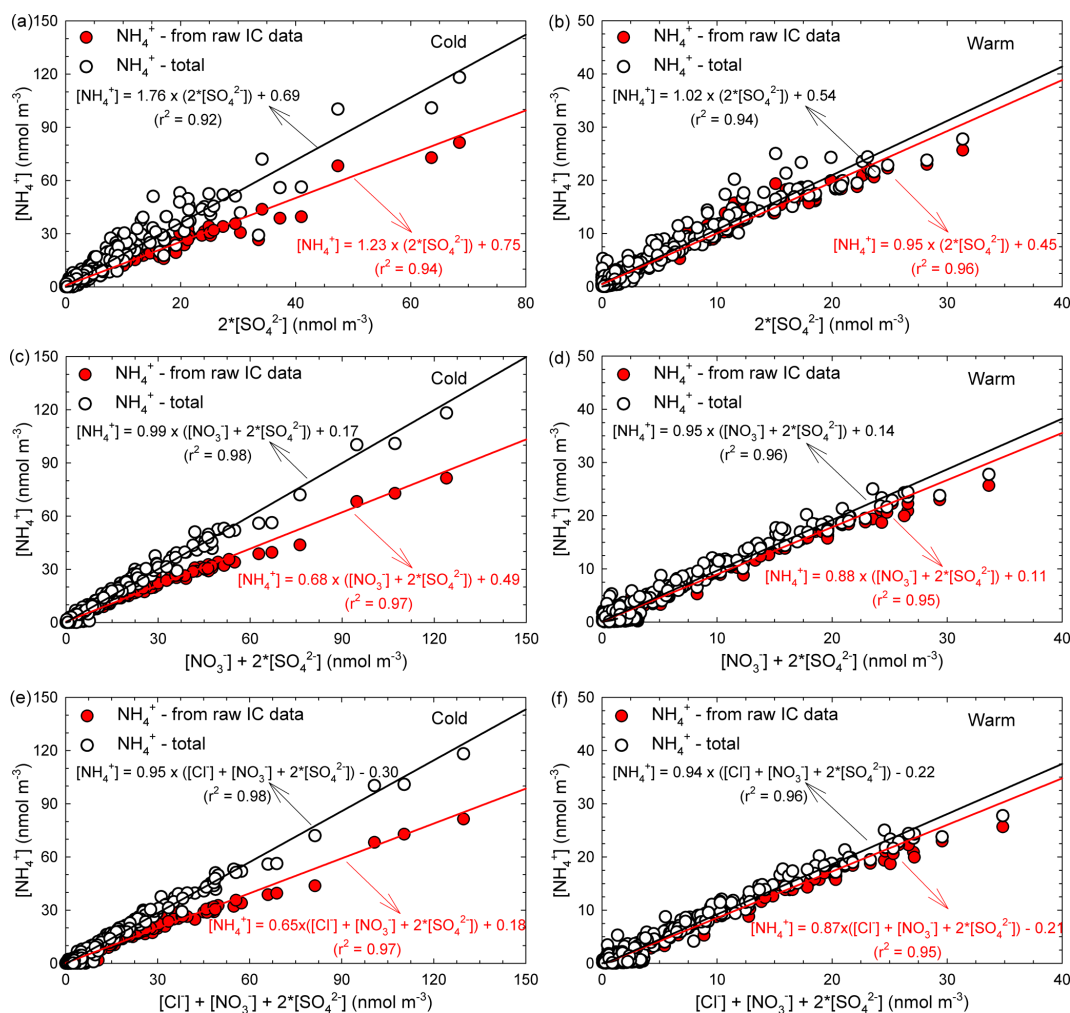 (a)
150
120
90
60
30
0
[NH₄⁺] (nmol m⁻³)
NH₄⁺ - from raw IC data
NH₄⁺ - total
Cold
[NH₄⁺] = 1.76 x (2*[SO₄²⁻]) + 0.69
(r² = 0.92)
[NH₄⁺] = 1.23 x (2*[SO₄²⁻]) + 0.75
(r² = 0.94)
0 20 40 60 80
2*[SO₄²⁻] (nmol m⁻³)
(b)
50
40
30
20
10
0
[NH₄⁺] (nmol m⁻³)
NH₄⁺ - from raw IC data
NH₄⁺ - total
Warm
[NH₄⁺] = 1.02 x (2*[SO₄²⁻]) + 0.54
(r² = 0.94)
[NH₄⁺] = 0.95 x (2*[SO₄²⁻]) + 0.45
(r² = 0.96)
0 10 20 30 40
2*[SO₄²⁻] (nmol m⁻³)
(c)
150
120
90
60
30
0
[NH₄⁺] (nmol m⁻³)
NH₄⁺ - from raw IC data
NH₄⁺ - total
Cold
[NH₄⁺] = 0.99 x ([NO₃⁻] + 2*[SO₄²⁻]) + 0.17
(r² = 0.98)
[NH₄⁺] = 0.68 x ([NO₃⁻] + 2*[SO₄²⁻]) + 0.49
(r² = 0.97)
0 30 60 90 120 150
[NO₃⁻] + 2*[SO₄²⁻] (nmol m⁻³)
(d)
50
40
30
20
10
0
[NH₄⁺] (nmol m⁻³)
NH₄⁺ - from raw IC data
NH₄⁺ - total
Warm
[NH₄⁺] = 0.95 x ([NO₃⁻] + 2*[SO₄²⁻]) + 0.14
(r² = 0.96)
[NH₄⁺] = 0.88 x ([NO₃⁻] + 2*[SO₄²⁻]) + 0.11
(r² = 0.95)
0 10 20 30 40
[NO₃⁻] + 2*[SO₄²⁻] (nmol m⁻³)
(e)
150
120
90
60
30
0
[NH₄⁺] (nmol m⁻³)
NH₄⁺ - from raw IC data
NH₄⁺ - total
Cold
[NH₄⁺] = 0.95 x ([Cl⁻] + [NO₃⁻] + 2*[SO₄²⁻]) - 0.30
(r² = 0.98)
[NH₄⁺] = 0.65x([Cl⁻] + [NO₃⁻] + 2*[SO₄²⁻]) + 0.18
(r² = 0.97)
0 30 60 90 120 150
[Cl⁻] + [NO₃⁻] + 2*[SO₄²⁻] (nmol m⁻³)
(f)
50
40
30
20
10
0
[NH₄⁺] (nmol m⁻³)
NH₄⁺ - from raw IC data
NH₄⁺ - total
Warm
[NH₄⁺] = 0.94 x ([Cl⁻] + [NO₃⁻] + 2*[SO₄²⁻]) - 0.22
(r² = 0.96)
[NH₄⁺] = 0.87x([Cl⁻] + [NO₃⁻] + 2*[SO₄²⁻]) - 0.21
(r² = 0.95)
0 10 20 30 40
[Cl⁻] + [NO₃⁻] + 2*[SO₄²⁻] (nmol m⁻³)